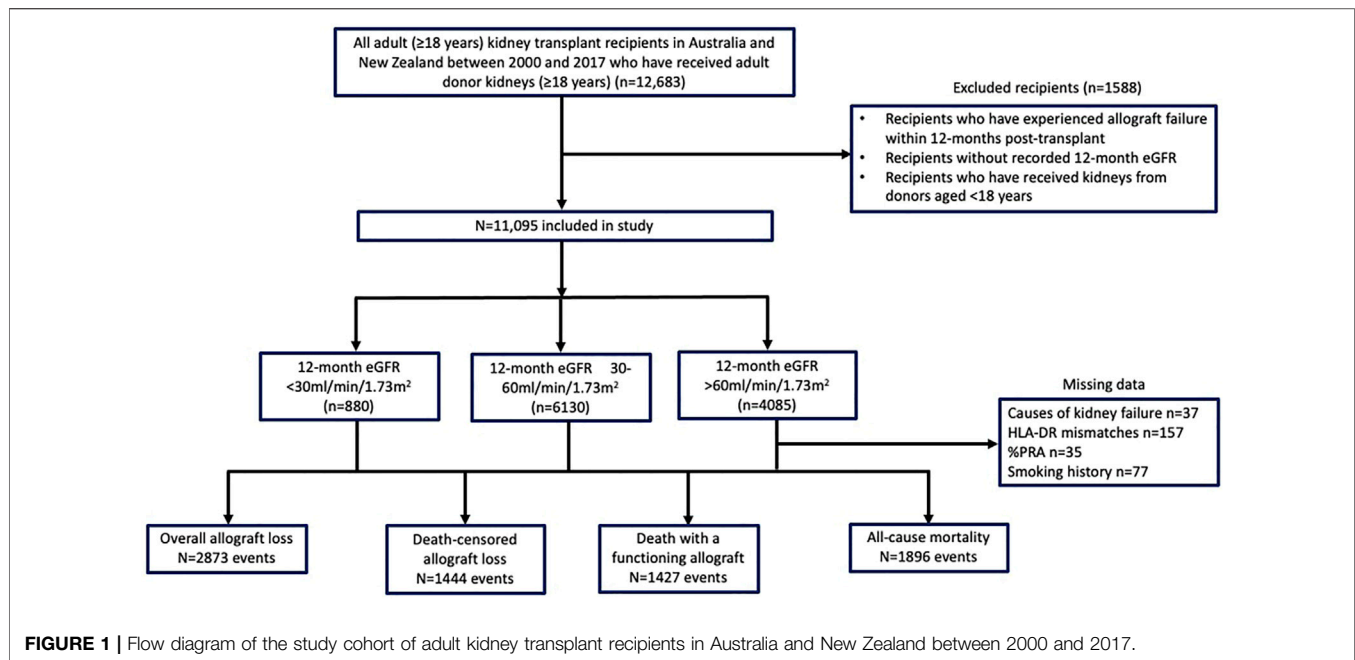 All adult (≥18 years) kidney transplant recipients in Australia and
New Zealand between 2000 and 2017 who have received adult
donor kidneys (≥18 years) (n=12,683)
Excluded recipients (n=1588)
• Recipients who have experienced allograft failure
within 12-months post-transplant
• Recipients without recorded 12-month eGFR
• Recipients who have received kidneys from
donors aged <18 years
N=11,095 included in study
12-month eGFR
<30ml/min/1.73m²
(n=880)
12-month eGFR 30-
60ml/min/1.73m²
(n=6130)
12-month eGFR
>60ml/min/1.73m²
(n=4085)
Missing data
Causes of kidney failure n=37
HLA-DR mismatches n=157
%PRA n=35
Smoking history n=77
Overall allograft loss
N=2873 events
Death-censored
allograft loss
N=1444 events
Death with a
functioning allograft
N=1427 events
All-cause mortality
N=1896 events
FIGURE 1 | Flow diagram of the study cohort of adult kidney transplant recipients in Australia and New Zealand between 2000 and 2017.